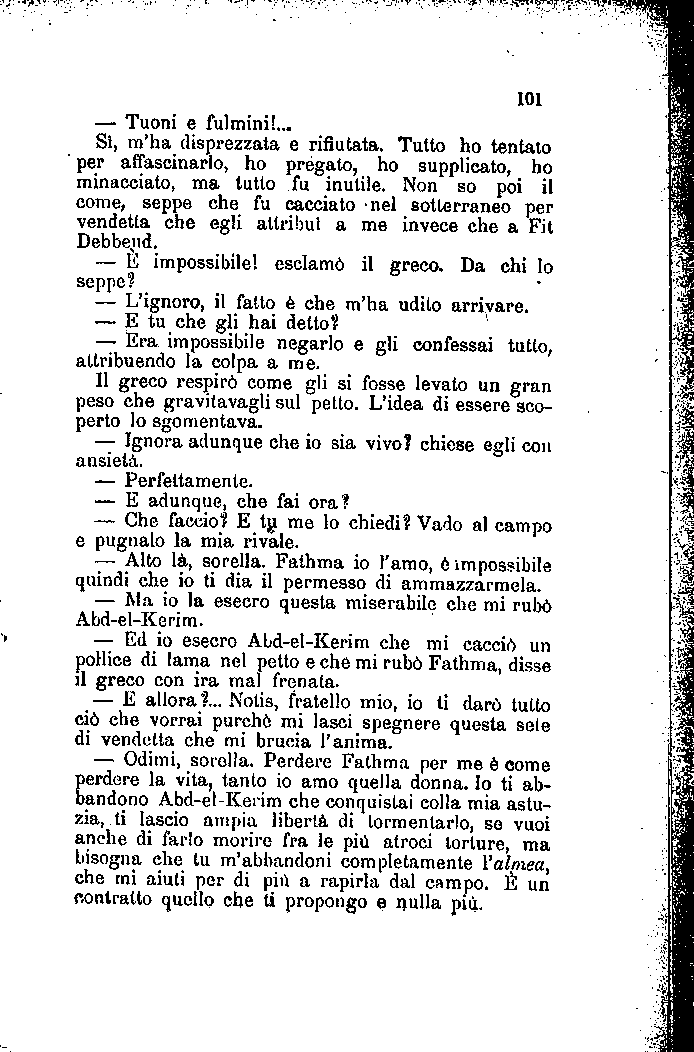 101
— Tuoni e fulmini!...
Sì, m'ha disprezzata e rifiutata. Tutto ho tentato
per affascinarlo, ho pregato, ho supplicato, ho
minacciato, ma tutto fu inutile. Non so poi il
come, seppe che fu cacciato nel sotterraneo per
vendetta che egli attribuì a me invece che a Fit
Debbend.
— È impossibile! esclamò il greco. Da chi lo
seppe?
— L'ignoro, il fatto è che m'ha udito arrivare.
— E tu che gli hai detto?
— Era impossibile negarlo e gli confessai tutto,
attribuendo la colpa a me.
Il greco respirò come gli si fosse levato un gran
peso che gravitavagli sul petto. L'idea di essere sco-
perto lo sgomentava.
— Ignora adunque che io sia vivo? chiese egli con
ansietà.
— Perfettamente.
— E adunque, che fai ora?
— Che faccio? E tu me lo chiedi? Vado al campo
e pugnalo la mia rivale.
— Alto là, sorella. Fathma io l'amo, è impossibile
quindi che io ti dia il permesso di ammazzarmela.
— Ma io la esecro questa miserabile che mi rubò
Abd-el-Kerim.
— Ed io esecro Abd-el-Kerim che mi cacciò un
pollice di lama nel petto e che mi rubò Fathma, disse
il greco con ira mal frenata.
— E allora?... Notis, fratello mio, io ti darò tutto
ciò che vorrai purchè mi lasci spegnere questa sete
di vendetta che mi brucia l'anima.
— Odimi, sorella. Perdere Fathma per me è come
perdere la vita, tanto io amo quella donna. Io ti ab-
bandono Abd-el-Kerim che conquistai colla mia astu-
zia, ti lascio ampia libertà di tormentarlo, se vuoi
anche di farlo morire fra le più atroci torture, ma
bisogna che tu m'abbandoni completamente l'almea,
che mi aiuti per di più a rapirla dal campo. È un
contratto quello che ti propongo e nulla più.